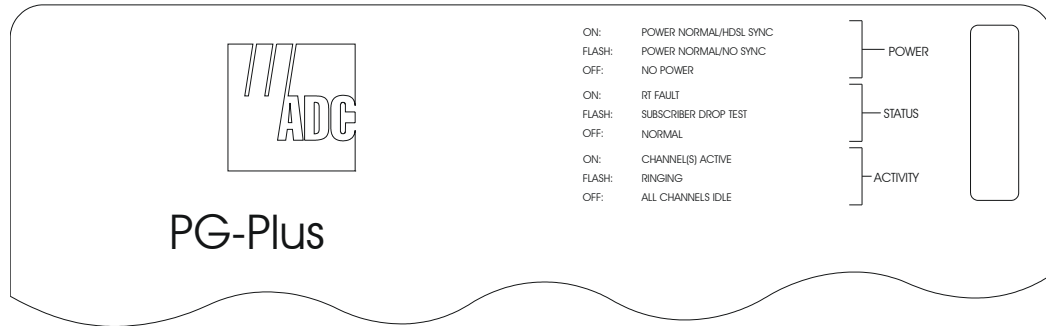 ADC
PG-Plus
ON: POWER NORMAL/HDSL SYNC
FLASH: POWER NORMAL/NO SYNC
OFF: NO POWER
POWER
ON: RT FAULT
FLASH: SUBSCRIBER DROP TEST
OFF: NORMAL
STATUS
ON: CHANNEL(S) ACTIVE
FLASH: RINGING
OFF: ALL CHANNELS IDLE
ACTIVITY